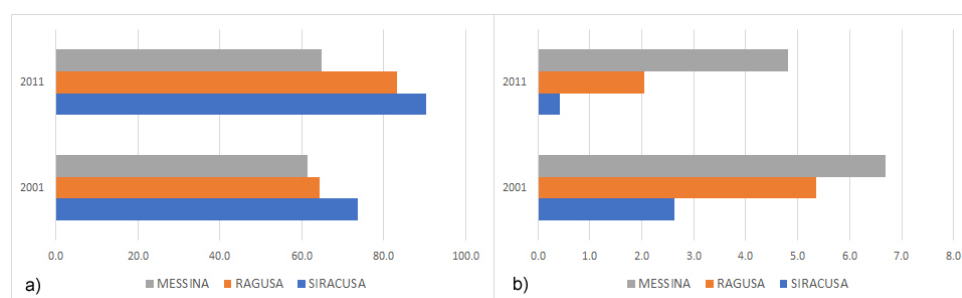 2011
2001
0.0 20.0 40.0 60.0 80.0 100.0
a) MESSINA RAGUSA SIRACUSA
2011
2001
0.0 1.0 2.0 3.0 4.0 5.0 6.0 7.0 8.0
b) MESSINA RAGUSA SIRACUSA